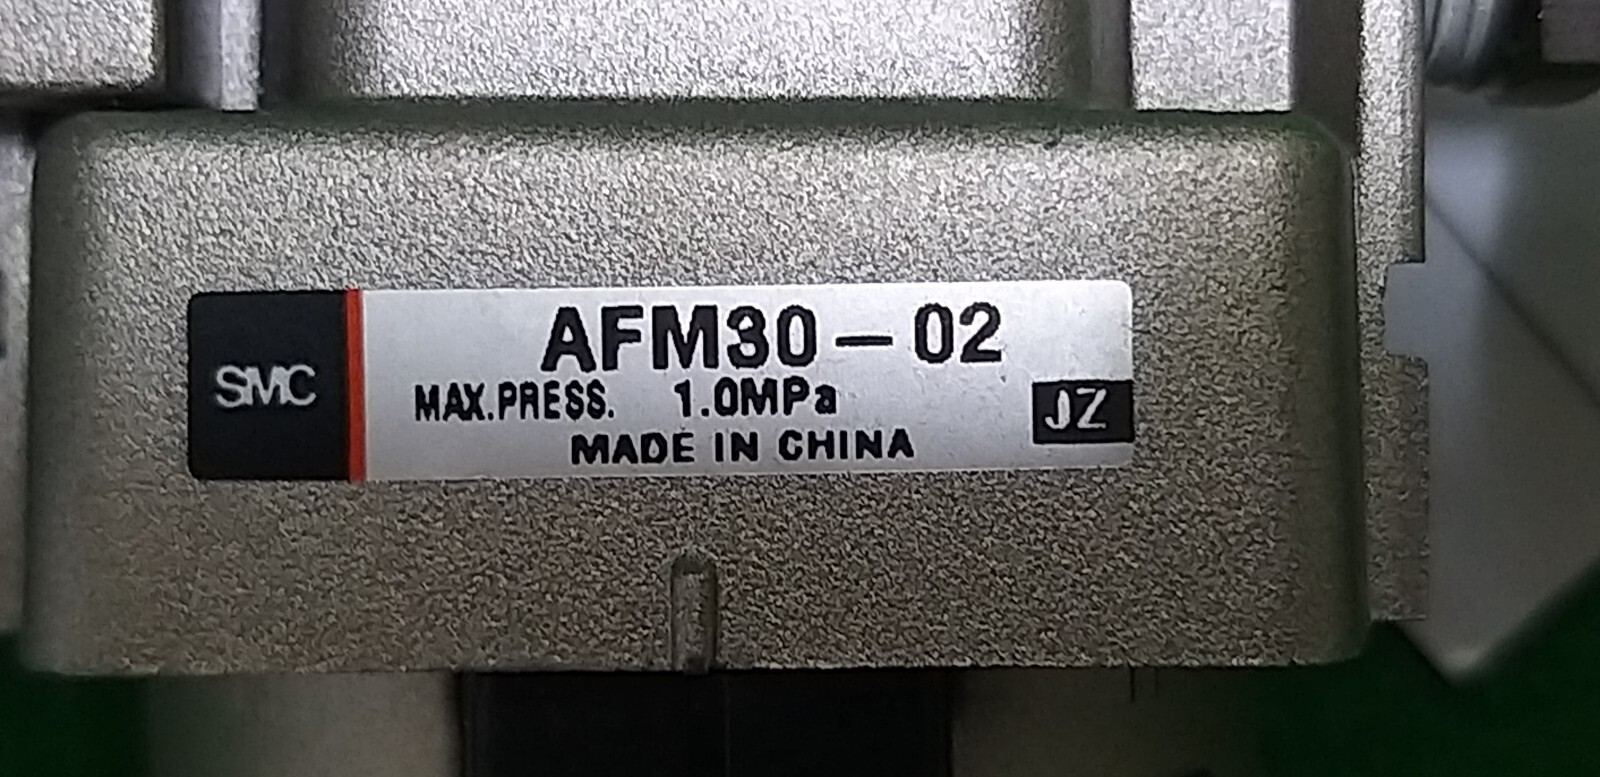 SMC
AFM30-02
MAX.PRESS. 1.0MPa
JZ
MADE IN CHINA